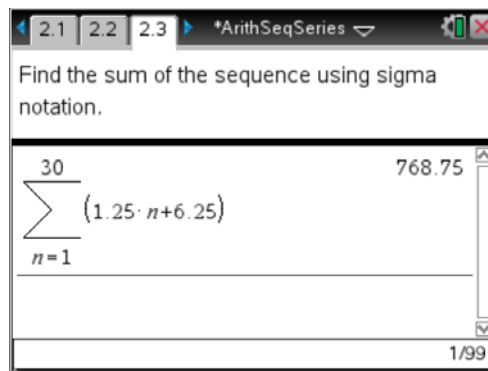 2.1 2.2 2.3 *ArithSeqSeries
Find the sum of the sequence using sigma
notation.
30
∑ (1.25·n+6.25) 768.75
n=1
1/99